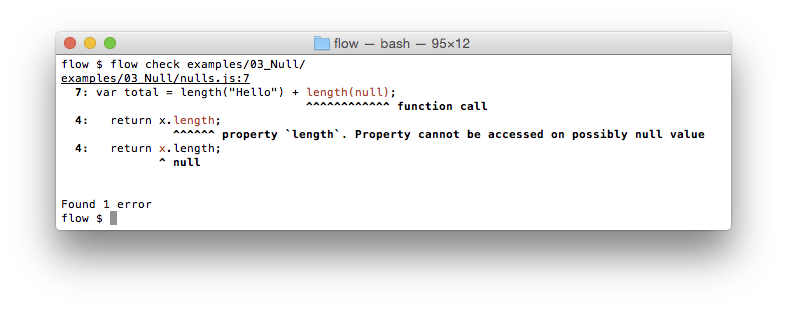 flow — bash — 95×12
flow $ flow check examples/03_Null/
examples/03_Null/nulls.js:7
  7: var total = length("Hello") + length(null);
                                   ^^^^^^^^^^^^ function call
  4:   return x.length;
                ^^^^^^ property `length`. Property cannot be accessed on possibly null value
  4:   return x.length;
              ^ null
Found 1 error
flow $